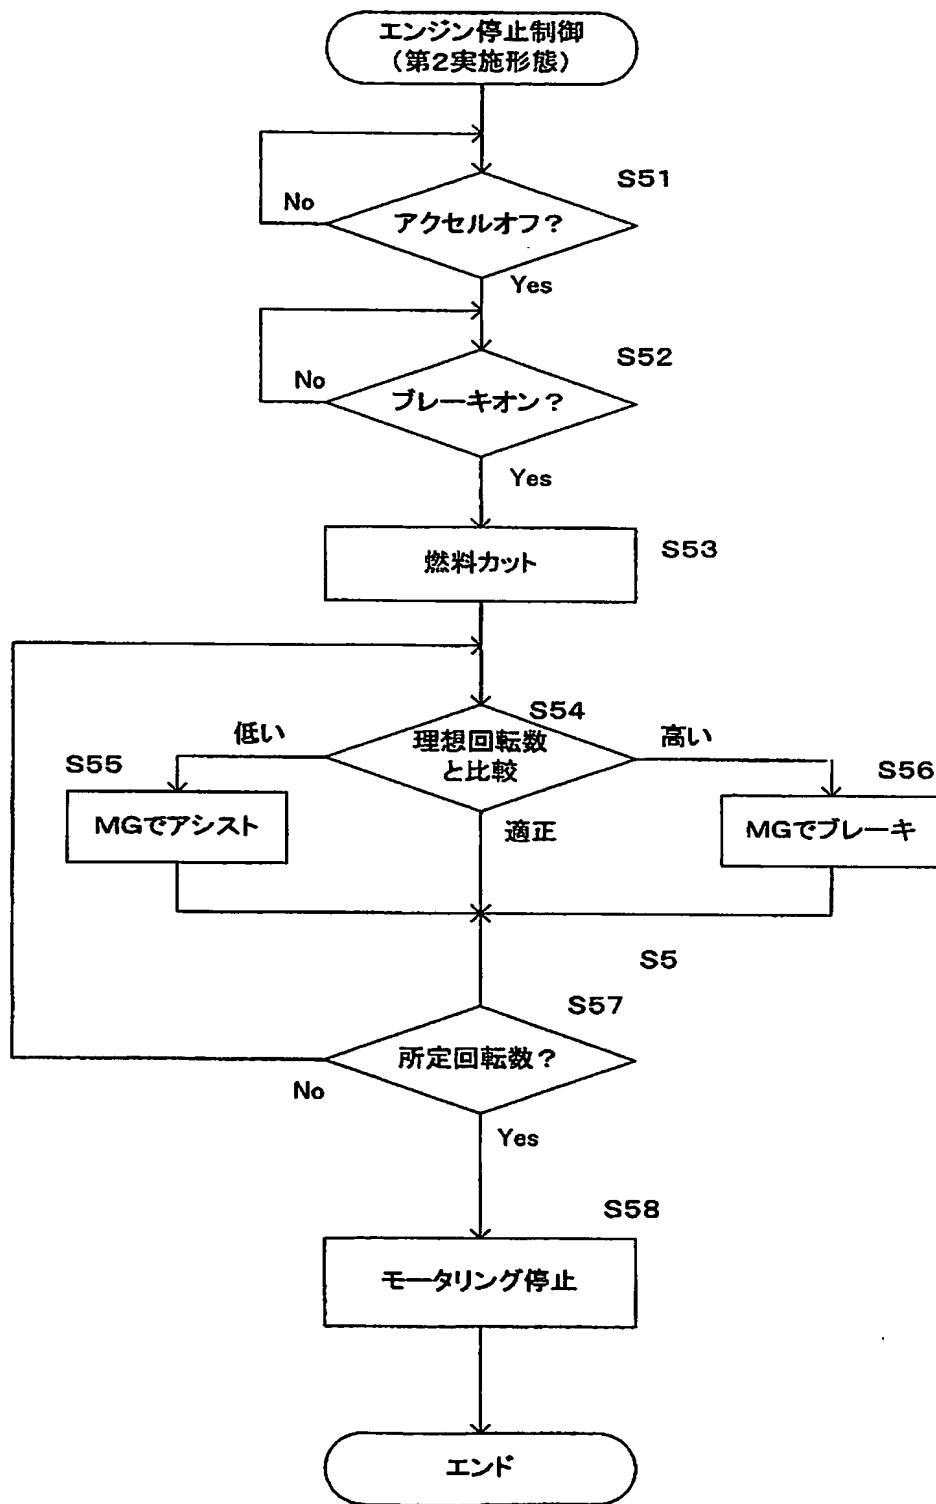 エンジン停止制御
(第2実施形態)
S51
No
アクセルオフ?
Yes
S52
No
ブレーキオン?
Yes
燃料カット
S53
S54
低い
理想回転数
と比較
高い
S55
S56
MGでアシスト
適正
MGでブレーキ
S5
S57
所定回転数?
No
Yes
S58
モータリング停止
エンド